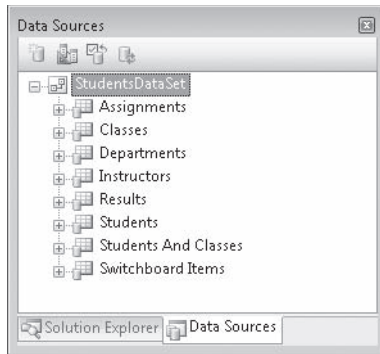 Data Sources
StudentsDataSet
Assignments
Classes
Departments
Instructors
Results
Students
Students And Classes
Switchboard Items
Solution Explorer Data Sources